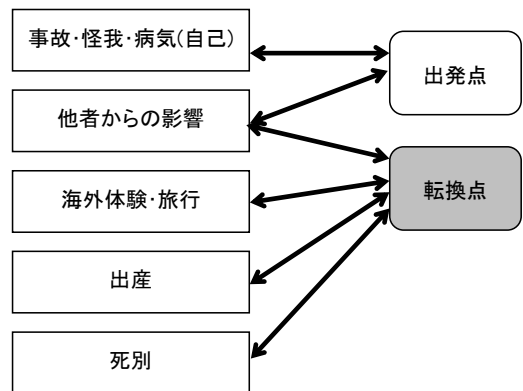 事故・怪我・病気(自己)
他者からの影響
海外体験・旅行
出産
死別
出発点
転換点